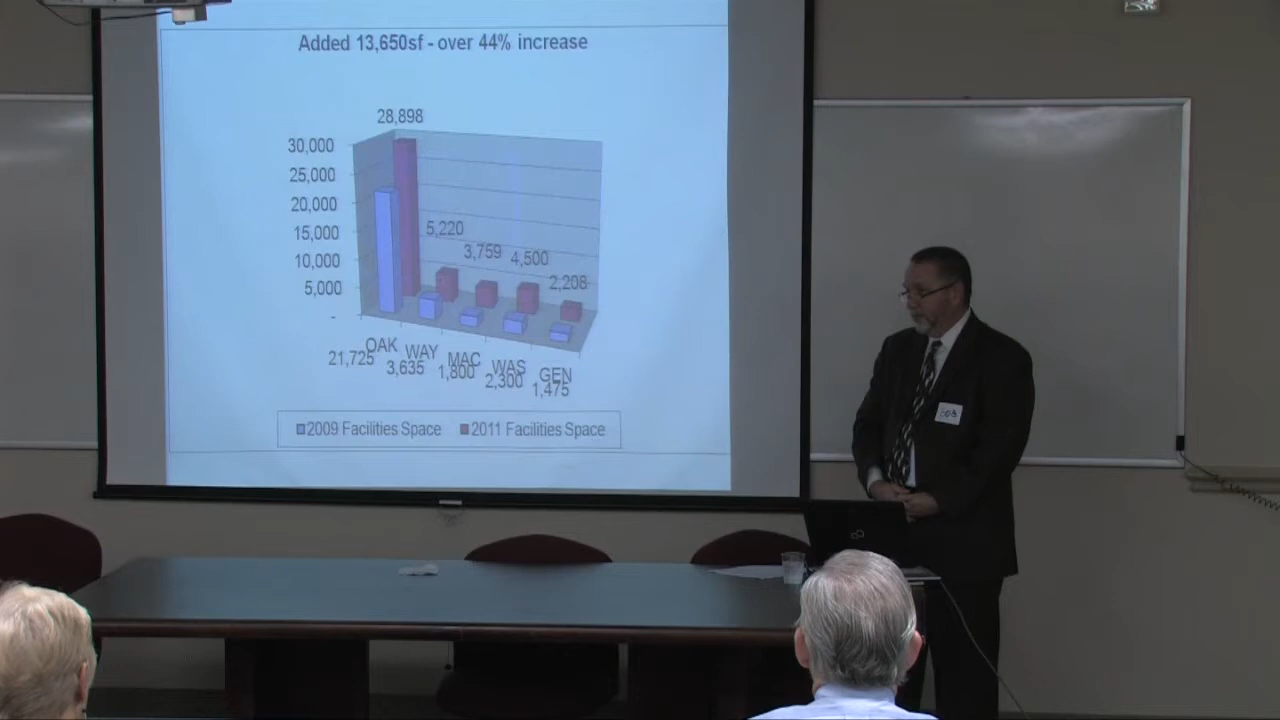 Added 13,650sf - over 44% increase
28,898
30,000
25,000
20,000
15,000
10,000
5,000
-
5,220
3,759
4,500
2,208
OAK
WAY
MAC
WAS
GEN
21,725
3,635
1,800
2,300
1,475
2009 Facilities Space
2011 Facilities Space
BOB